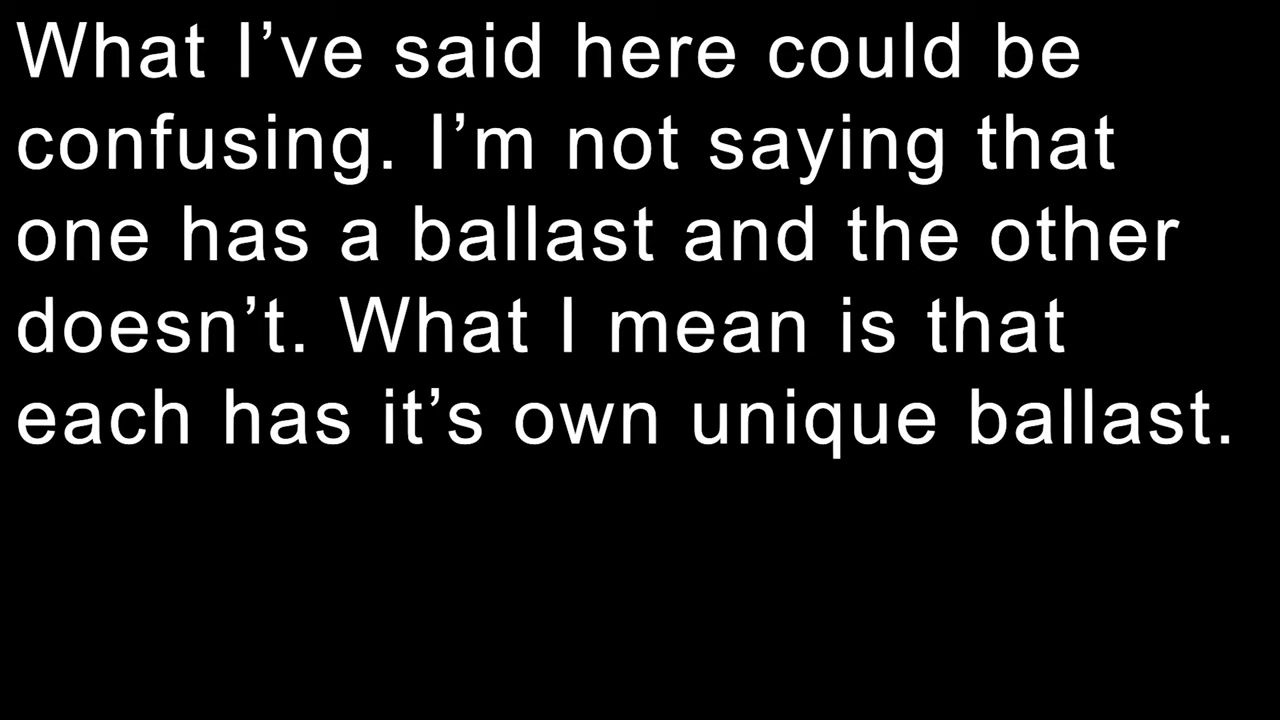 What I’ve said here could be
confusing. I’m not saying that
one has a ballast and the other
doesn’t. What I mean is that
each has it’s own unique ballast.